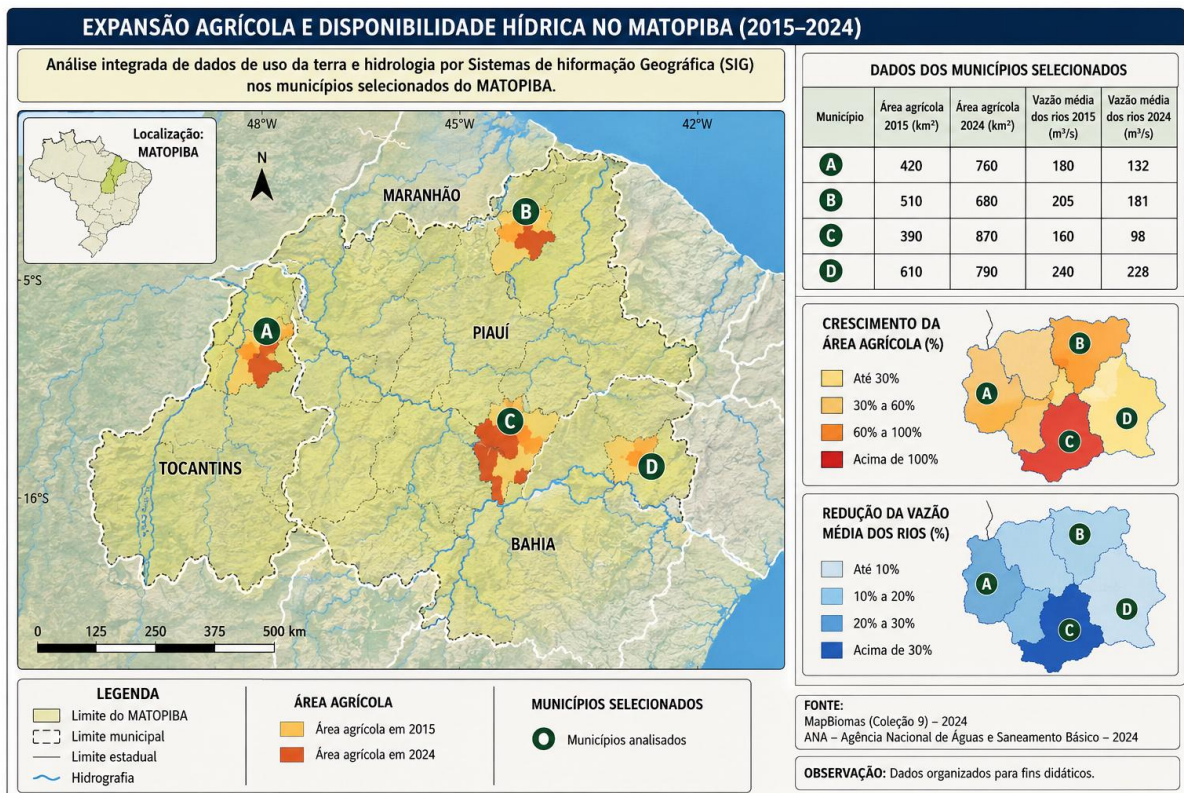 EXPANSÃO AGRÍCOLA E DISPONIBILIDADE HÍDRICA NO MATOPIBA (2015–2024)
Análise integrada de dados de uso da terra e hidrologia por Sistemas de hiformação Geográfica (SIG)
nos municípios selecionados do MATOPIBA.
Localização:
MATOPIBA
48°W
45°W
42°W
N
MARANHÃO
B
5°S
A
PIAUÍ
C
TOCANTINS
D
16°S
BAHIA
0 125 250 375 500 km
LEGENDA
Limite do MATOPIBA
Limite municipal
Limite estadual
Hidrografia
ÁREA AGRÍCOLA
Área agrícola em 2015
Área agrícola em 2024
MUNICÍPIOS SELECIONADOS
Municípios analisados
DADOS DOS MUNICÍPIOS SELECIONADOS
Município
Área agrícola
2015 (km²)
Área agrícola
2024 (km²)
Vazão média
dos rios 2015
(m³/s)
Vazão média
dos rios 2024
(m³/s)
A 420 760 180 132
B 510 680 205 181
C 390 870 160 98
D 610 790 240 228
CRESCIMENTO DA
ÁREA AGRÍCOLA (%)
Até 30%
30% a 60%
60% a 100%
Acima de 100%
B
A
D
C
REDUÇÃO DA VAZÃO
MÉDIA DOS RIOS (%)
Até 10%
10% a 20%
20% a 30%
Acima de 30%
B
A
D
C
FONTE:
MapBiomas (Coleção 9) – 2024
ANA – Agência Nacional de Águas e Saneamento Básico – 2024
OBSERVAÇÃO: Dados organizados para fins didáticos.